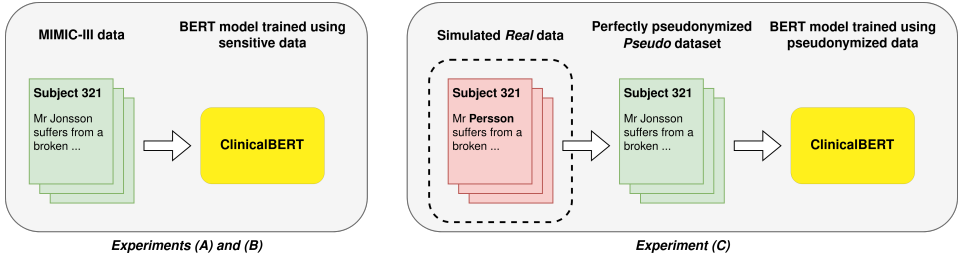 MIMIC-III data
BERT model trained using
sensitive data
Subject 321
Mr Jonsson
suffers from a
broken ...
ClinicalBERT
Experiments (A) and (B)
Simulated Real data
Perfectly pseudonymized
Pseudo dataset
BERT model trained using
pseudonymized data
Subject 321
Mr Persson
suffers from a
broken ...
Subject 321
Mr Jonsson
suffers from a
broken ...
ClinicalBERT
Experiment (C)